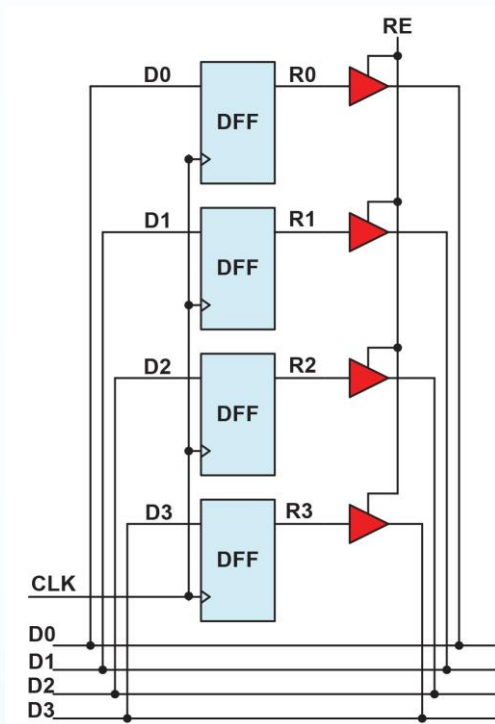 RE
D0 DFF R0
D1 DFF R1
D2 DFF R2
D3 DFF R3
CLK
D0
D1
D2
D3